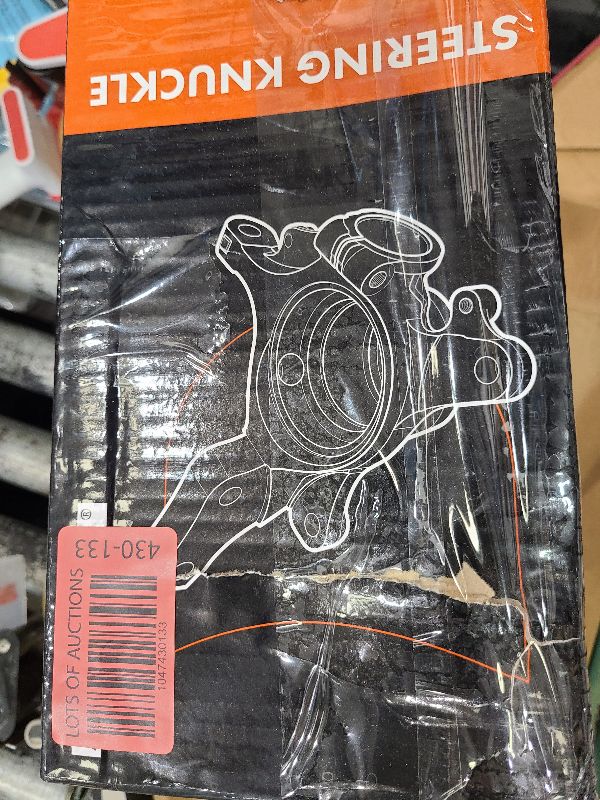 STEERING KNUCKLE
®
LOTS OF AUCTIONS
1047430133
430-133